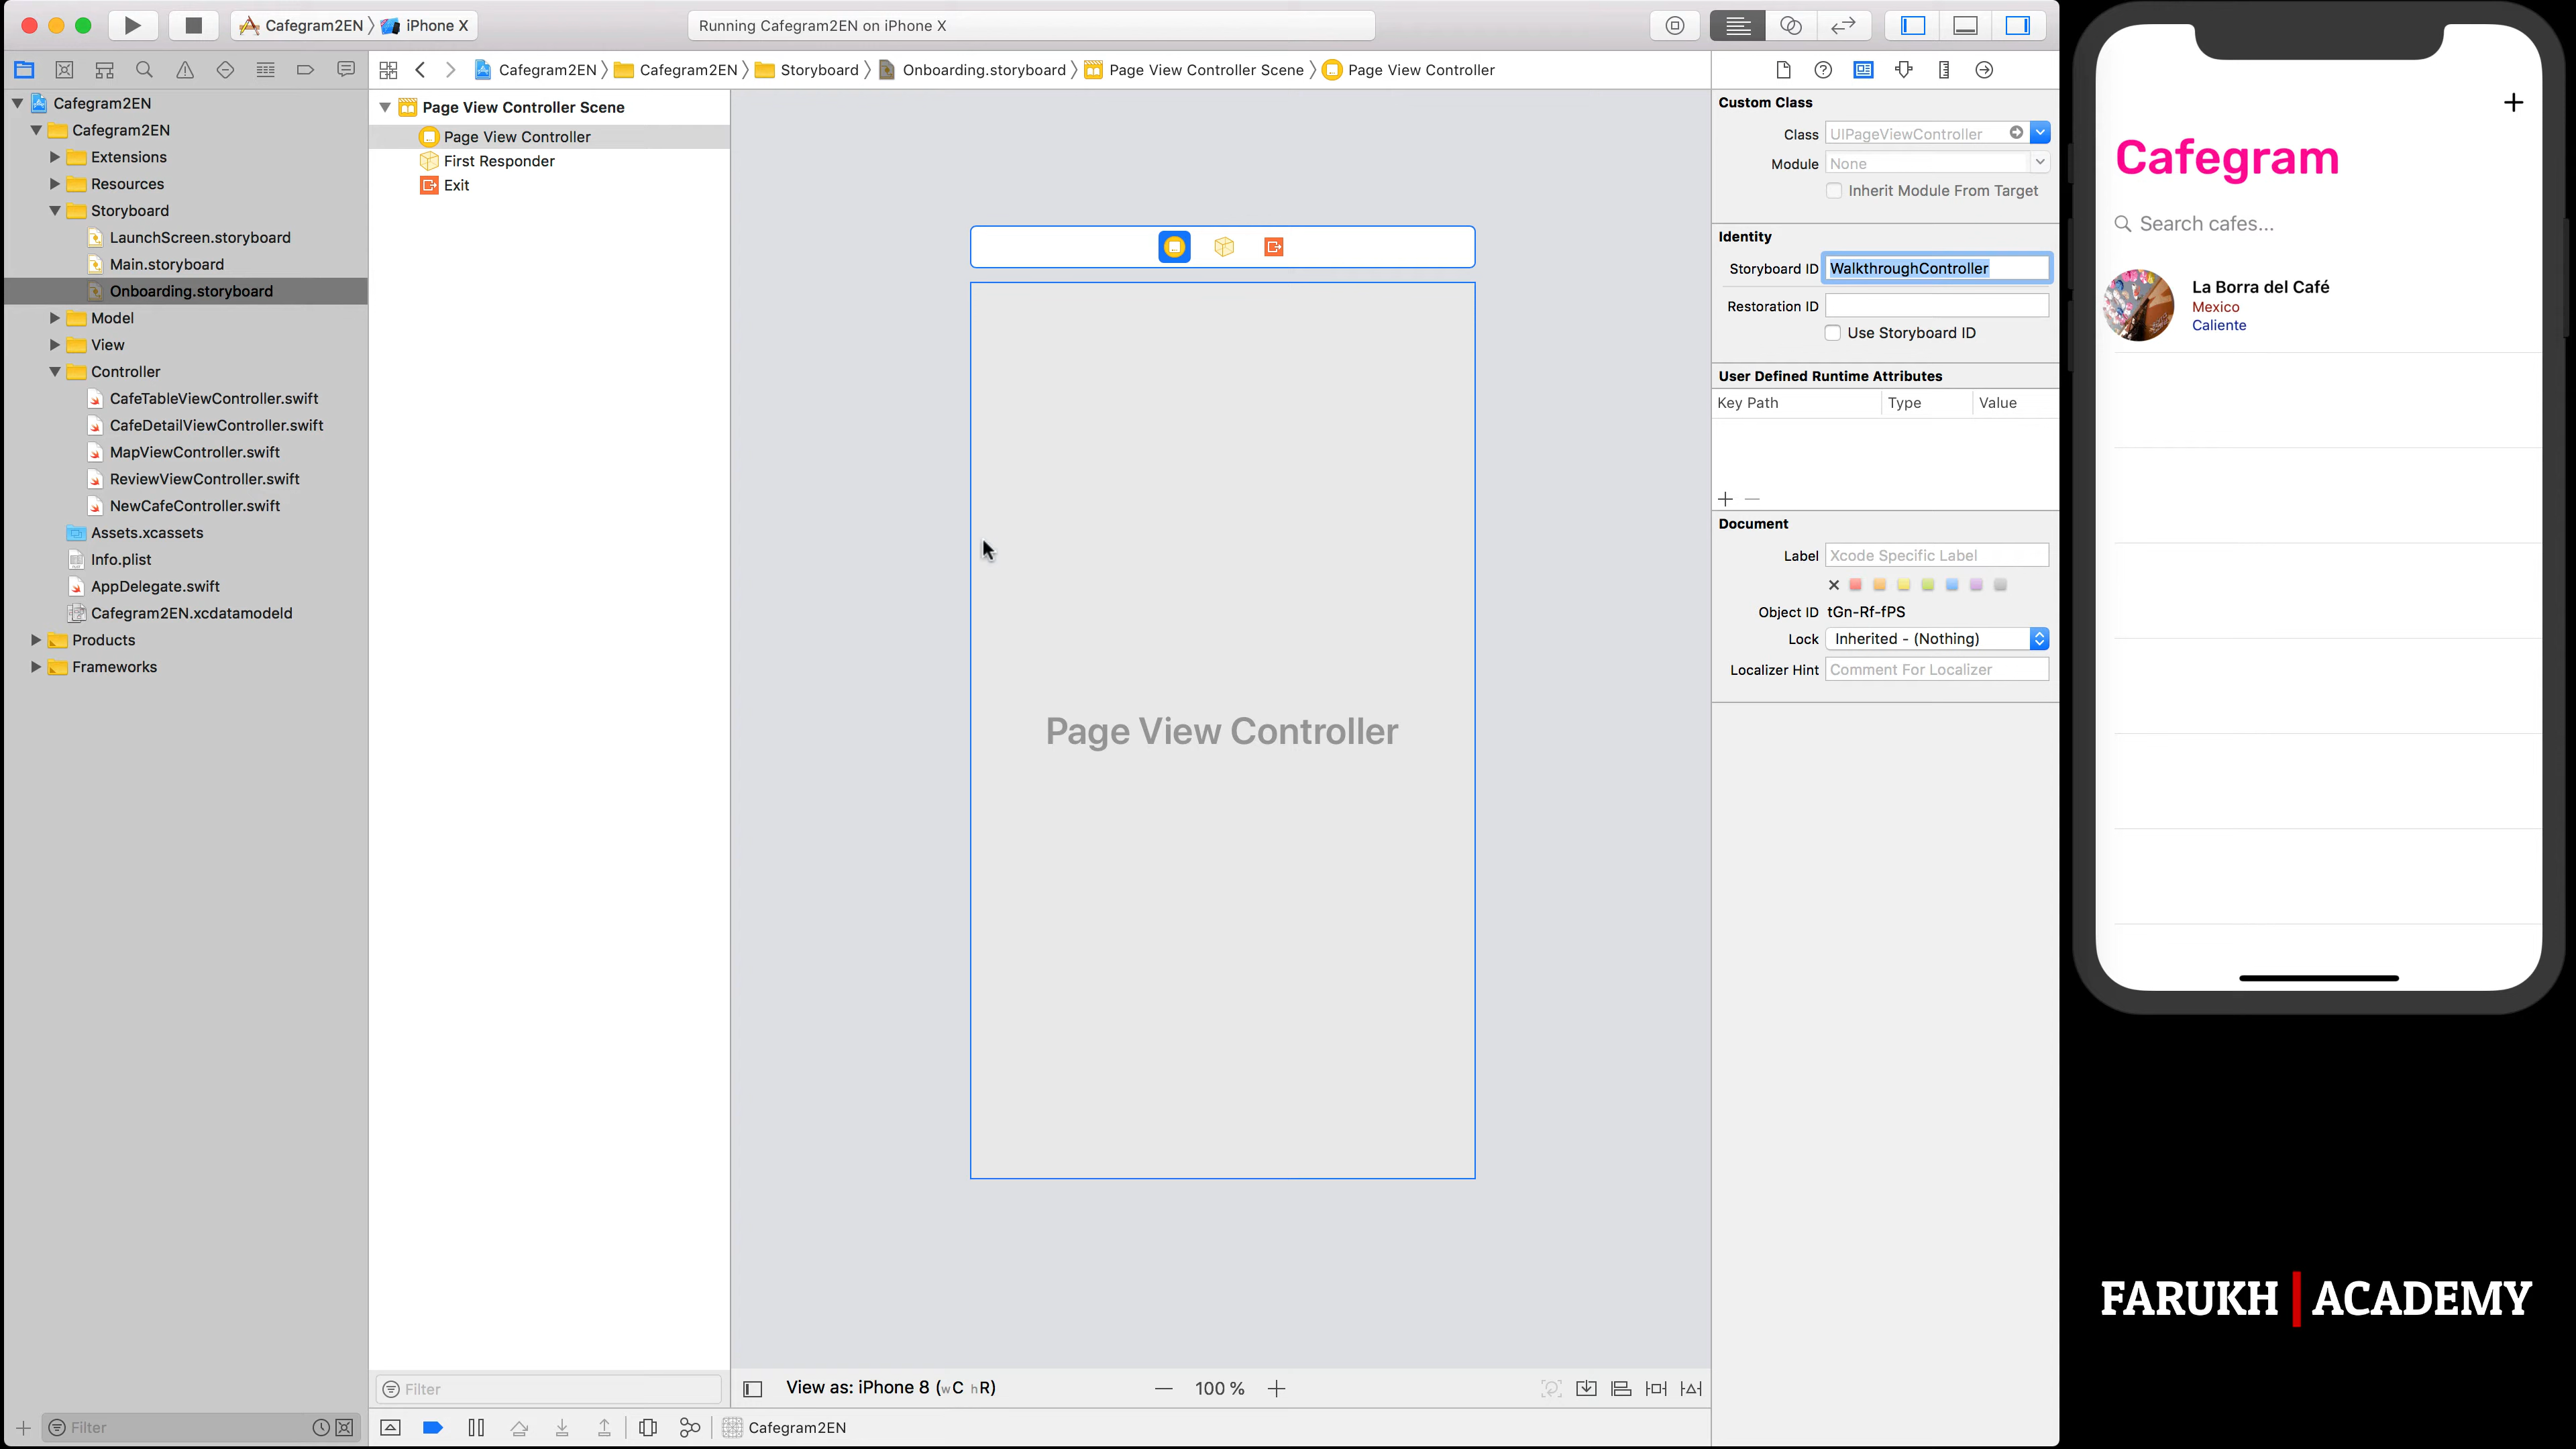 Cafegram2EN 〉 iPhone X
Running Cafegram2EN on iPhone X
Cafegram2EN 〉 Cafegram2EN 〉 Storyboard 〉 Onboarding.storyboard 〉 Page View Controller Scene 〉 Page View Controller
Cafegram2EN
Cafegram2EN
Extensions
Resources
Storyboard
LaunchScreen.storyboard
Main.storyboard
Onboarding.storyboard
Model
View
Controller
CafeTableViewController.swift
CafeDetailViewController.swift
MapViewController.swift
ReviewViewController.swift
NewCafeController.swift
Assets.xcassets
Info.plist
AppDelegate.swift
Cafegram2EN.xcdatamodeld
Products
Frameworks
Filter
Page View Controller Scene
Page View Controller
First Responder
Exit
Filter
Page View Controller
View as: iPhone 8 (wC hR)
100 %
Cafegram2EN
Custom Class
Class UIPageViewController
Module None
Inherit Module From Target
Identity
Storyboard ID WalkthroughController
Restoration ID
Use Storyboard ID
User Defined Runtime Attributes
Key Path Type Value
Document
Label Xcode Specific Label
Object ID tGn-Rf-fPS
Lock Inherited - (Nothing)
Localizer Hint Comment For Localizer
Cafegram
Search cafes...
La Borra del Café
Mexico
Caliente
FARUKH | ACADEMY